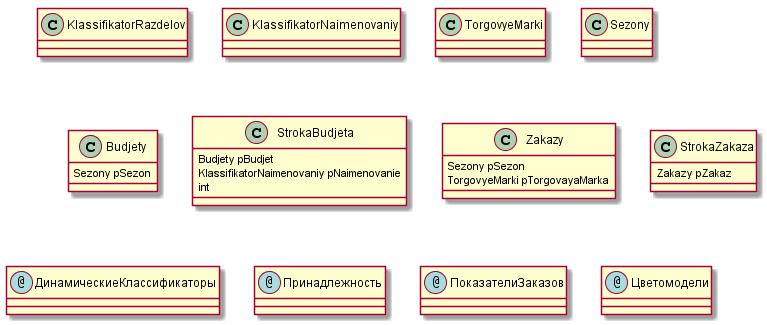 C KlassifikatorRazdelov
C KlassifikatorNaimenovaniy
C TorgovyeMarki
C Sezony
C Budjety
Sezony pSezon
C StrokaBudjeta
Budjety pBudjet
KlassifikatorNaimenovaniy pNaimenovanie
int
C Zakazy
Sezony pSezon
TorgovyeMarki pTorgovayaMarka
C StrokaZakaza
Zakazy pZakaz
@ ДинамическиеКлассификаторы
@ Принадлежность
@ ПоказателиЗаказов
@ Цветомодели